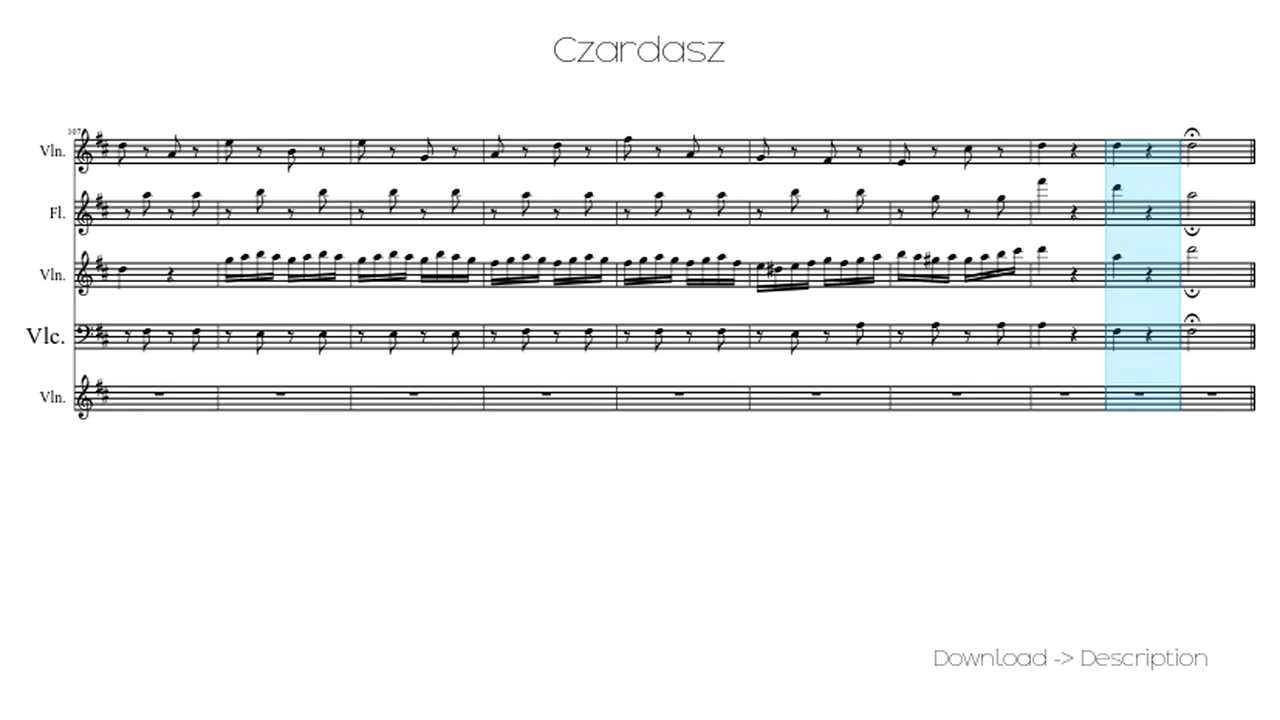 Czardasz
107
Vln.
Fl.
Vln.
Vlc.
Vln.
Download -> Description